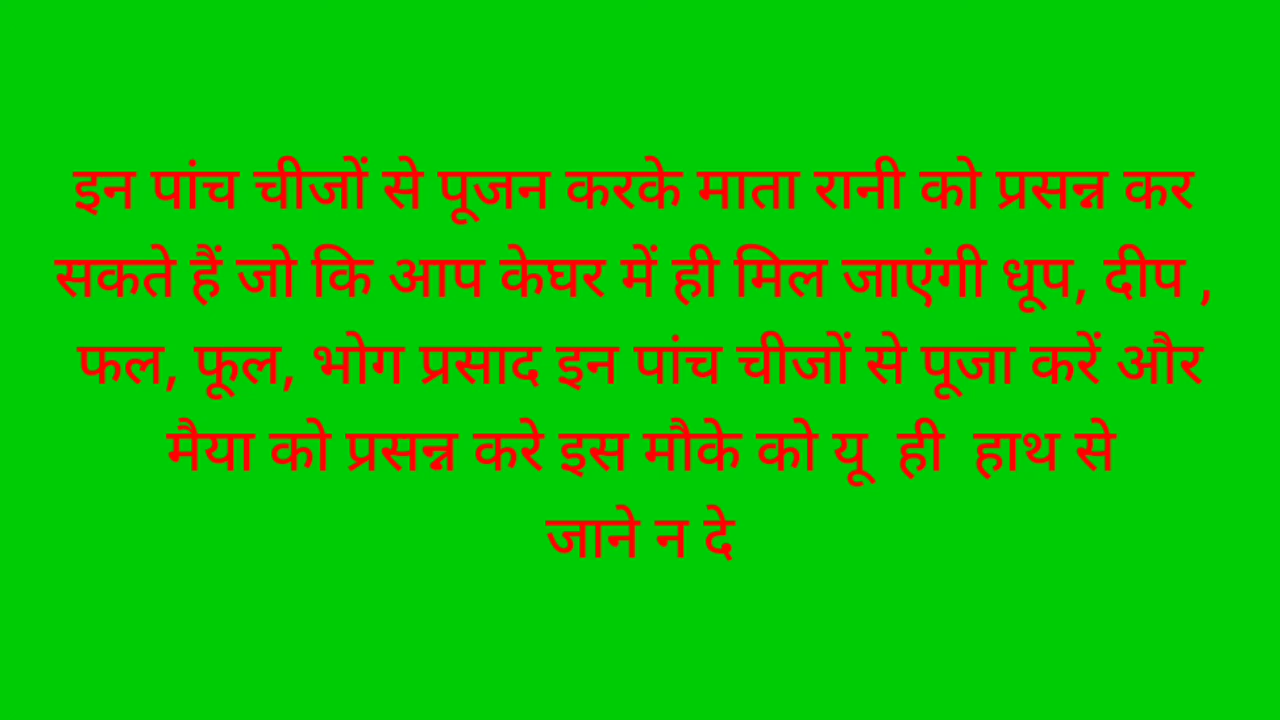 इन पांच चीजों से पूजन करके माता रानी को प्रसन्न कर
सकते हैं जो कि आप केघर में ही मिल जाएंगी धूप, दीप ,
फल, फूल, भोग प्रसाद इन पांच चीजों से पूजा करें और
मैया को प्रसन्न करे इस मौके को यू ही हाथ से
जाने न दे